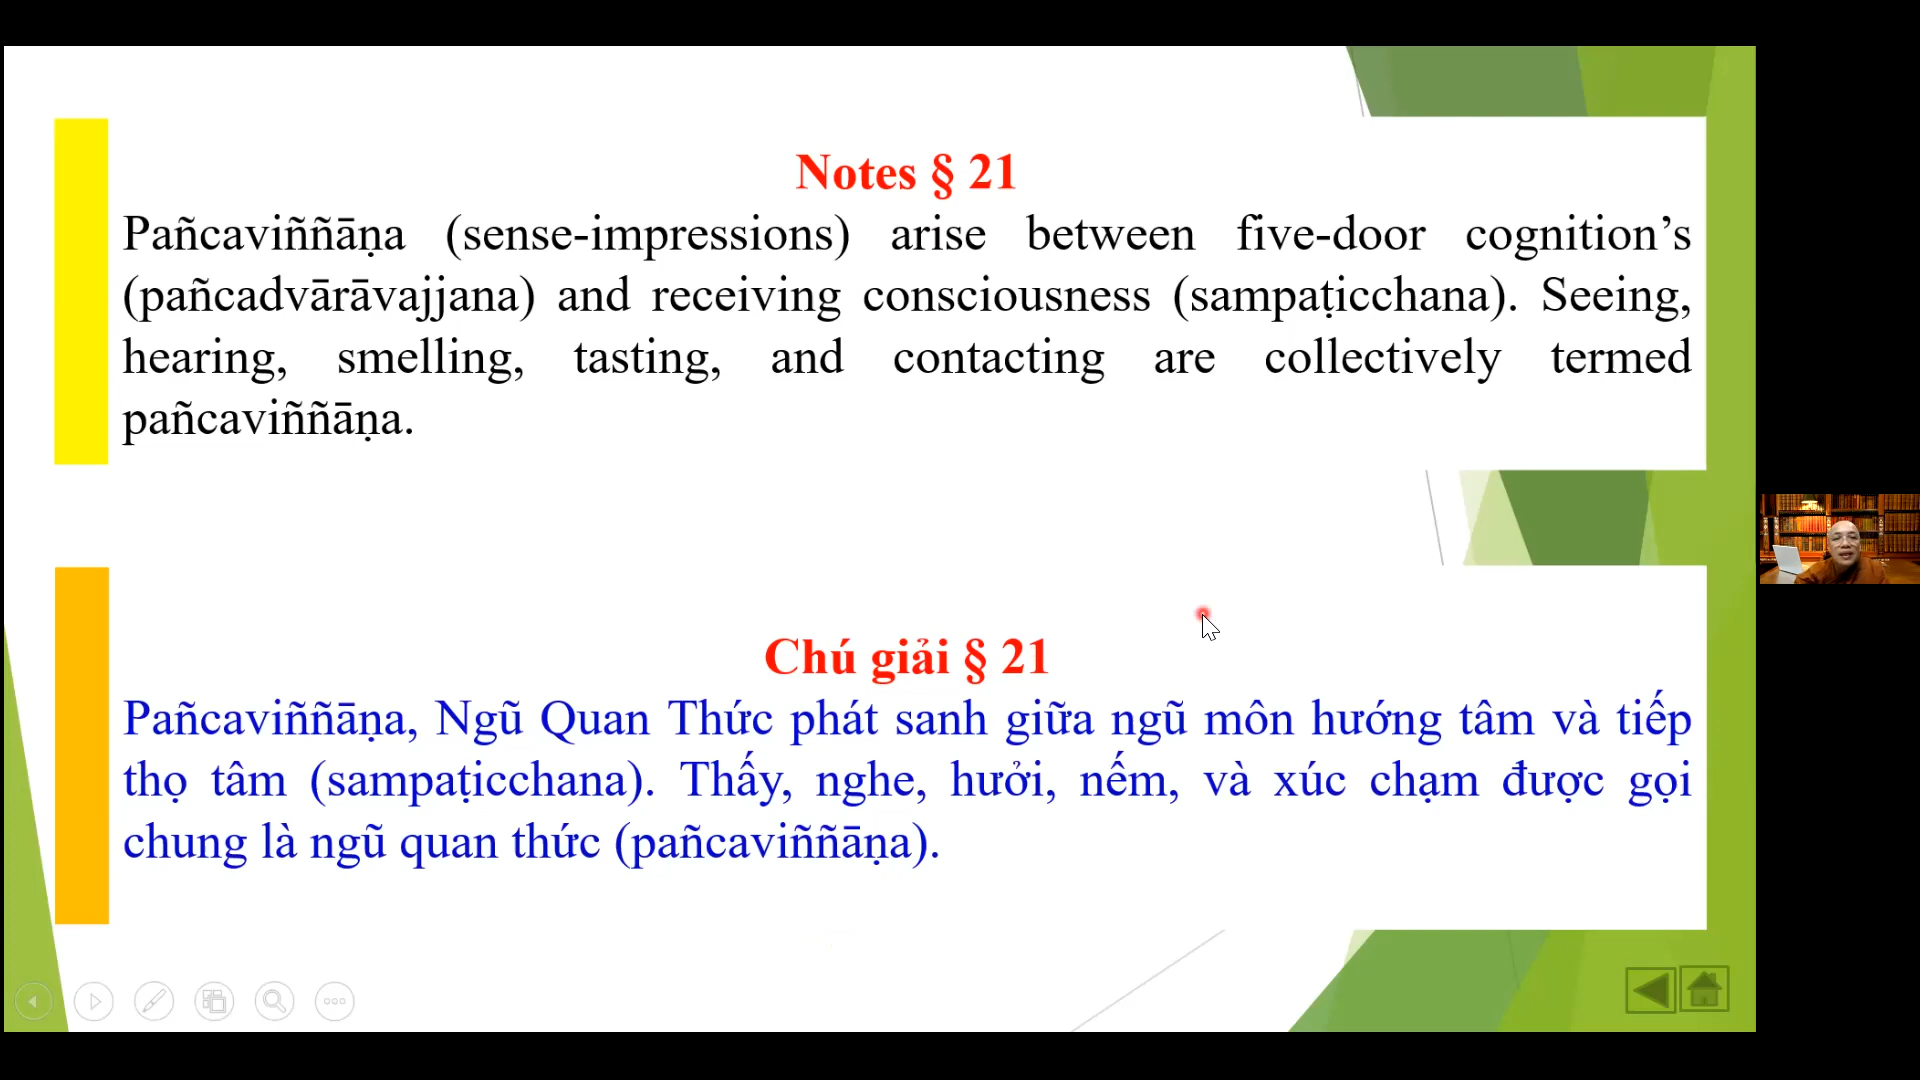 Notes § 21
Pañcaviññāṇa (sense-impressions) arise between five-door cognition’s
(pañcadvārāvajjana) and receiving consciousness (sampaṭicchana). Seeing,
hearing, smelling, tasting, and contacting are collectively termed
pañcaviññāṇa.
Chú giải § 21
Pañcaviññāṇa, Ngũ Quan Thức phát sanh giữa ngũ môn hướng tâm và tiếp
thọ tâm (sampaṭicchana). Thấy, nghe, hưởi, nếm, và xúc chạm được gọi
chung là ngũ quan thức (pañcaviññāṇa).